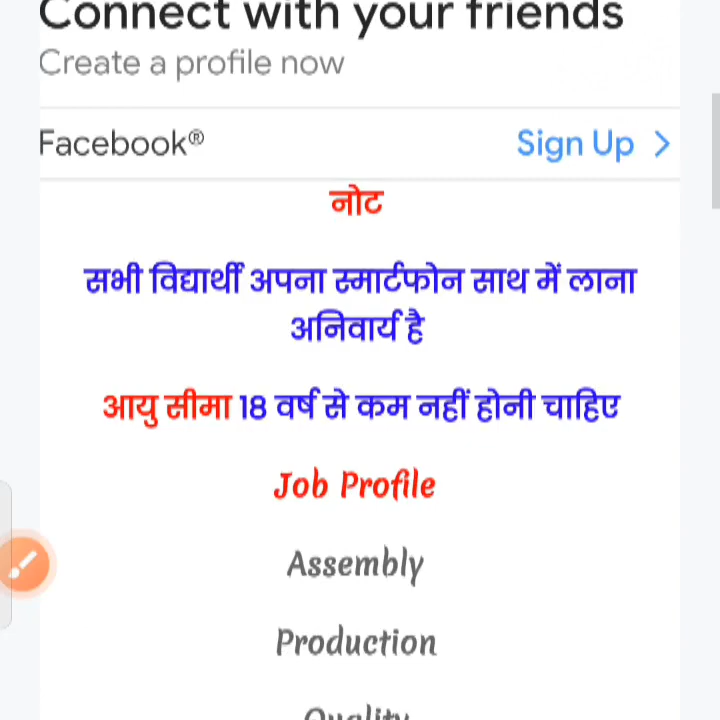 Connect with your friends
Create a profile now
Facebook®
Sign Up >
नोट
सभी विद्यार्थी अपना स्मार्टफोन साथ में लाना
अनिवार्य है
आयु सीमा 18 वर्ष से कम नहीं होनी चाहिए
Job Profile
Assembly
Production
Quality